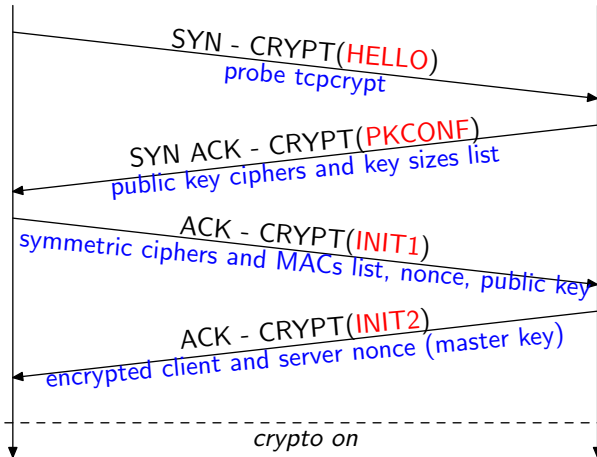 SYN - CRYPT(HELLO)
probe tcpcrypt
SYN ACK - CRYPT(PKCONF)
public key ciphers and key sizes list
ACK - CRYPT(INIT1)
symmetric ciphers and MACs list, nonce, public key
ACK - CRYPT(INIT2)
encrypted client and server nonce (master key)
crypto on